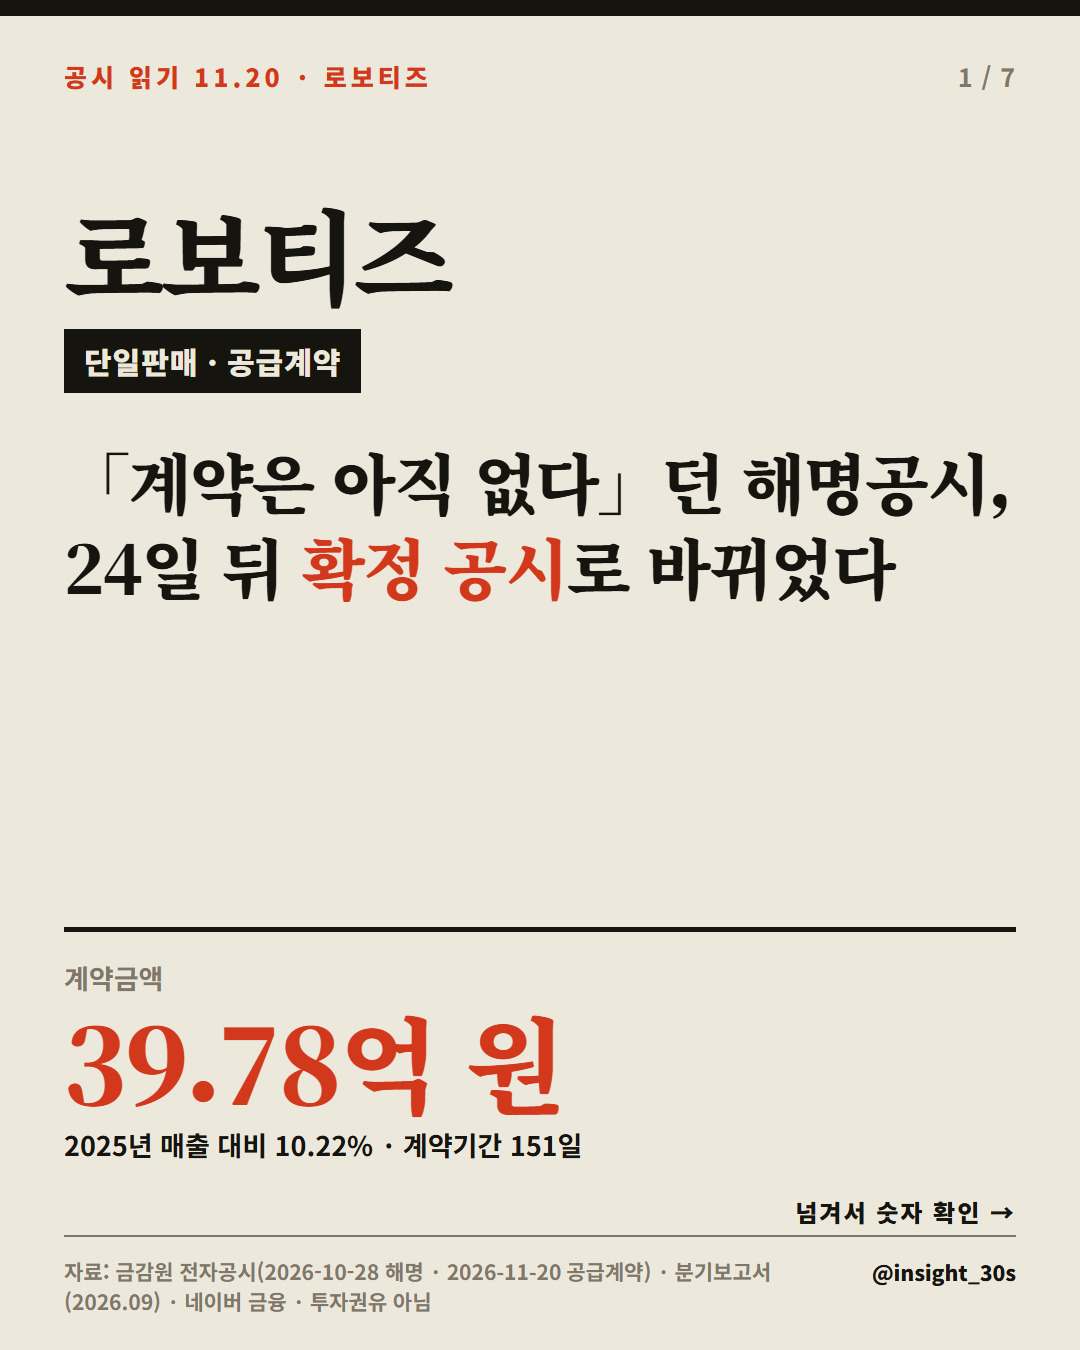 공시 읽기 11.20 · 로보티즈
1 / 7
로보티즈
단일판매 · 공급계약
「계약은 아직 없다」던 해명공시,
24일 뒤 확정 공시로 바뀌었다
계약금액
39.78억 원
2025년 매출 대비 10.22% · 계약기간 151일
넘겨서 숫자 확인 →
자료: 금감원 전자공시(2026-10-28 해명 · 2026-11-20 공급계약) · 분기보고서
(2026.09) · 네이버 금융 · 투자권유 아님
@insight_30s